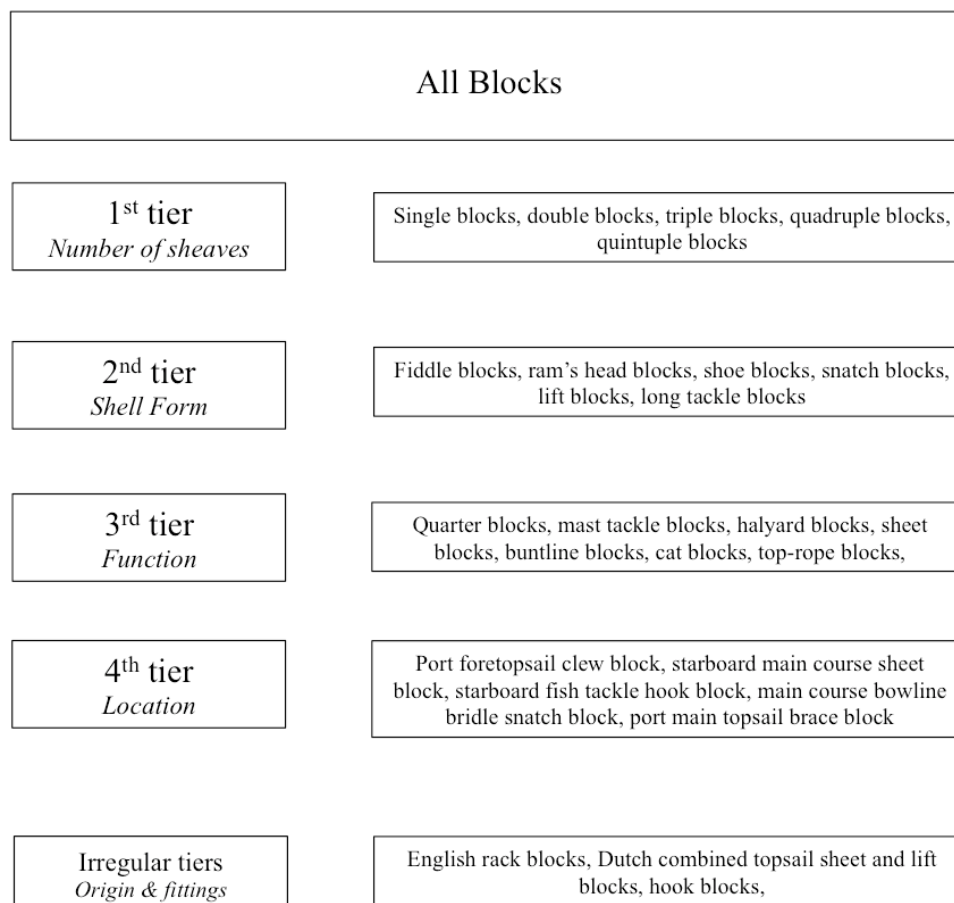 All Blocks
1st tier
Number of sheaves
Single blocks, double blocks, triple blocks, quadruple blocks,
quintuple blocks
2nd tier
Shell Form
Fiddle blocks, ram's head blocks, shoe blocks, snatch blocks,
lift blocks, long tackle blocks
3rd tier
Function
Quarter blocks, mast tackle blocks, halyard blocks, sheet
blocks, buntline blocks, cat blocks, top-rope blocks,
4th tier
Location
Port foretopsail clew block, starboard main course sheet
block, starboard fish tackle hook block, main course bowline
bridle snatch block, port main topsail brace block
Irregular tiers
Origin & fittings
English rack blocks, Dutch combined topsail sheet and lift
blocks, hook blocks,